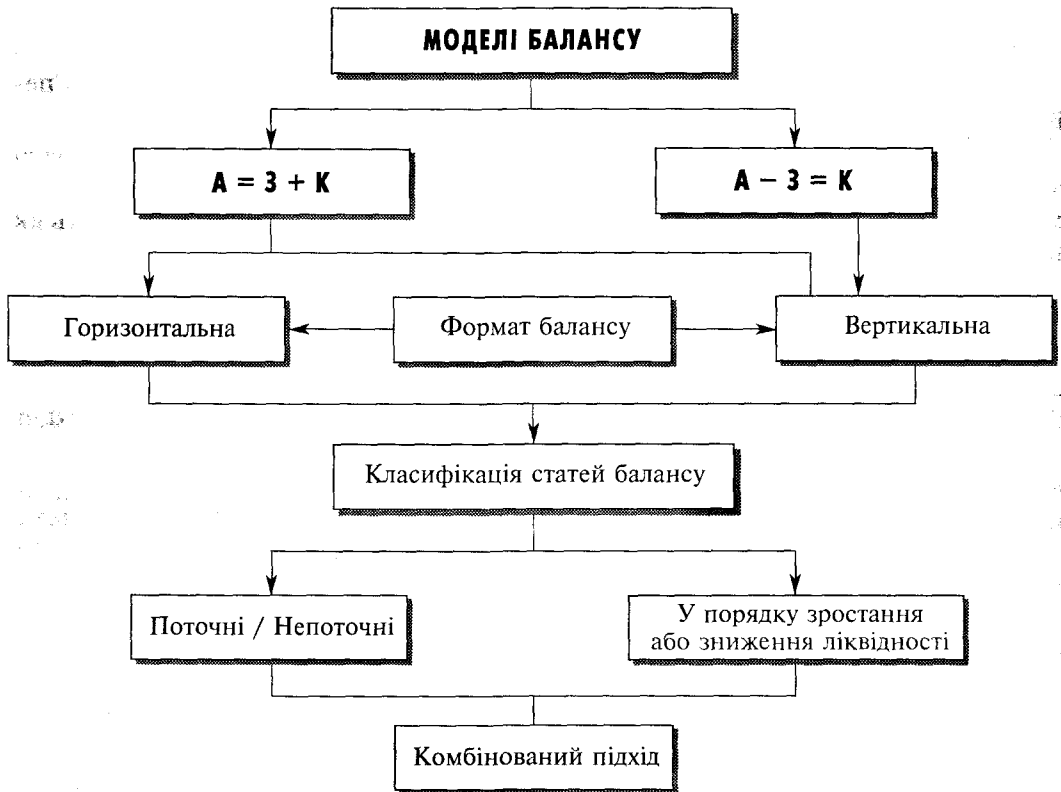 МОДЕЛІ БАЛАНСУ
А = З + К
А – З = К
Горизонтальна
Формат балансу
Вертикальна
Класифікація статей балансу
Поточні / Непоточні
У порядку зростання
або зниження ліквідності
Комбінований підхід